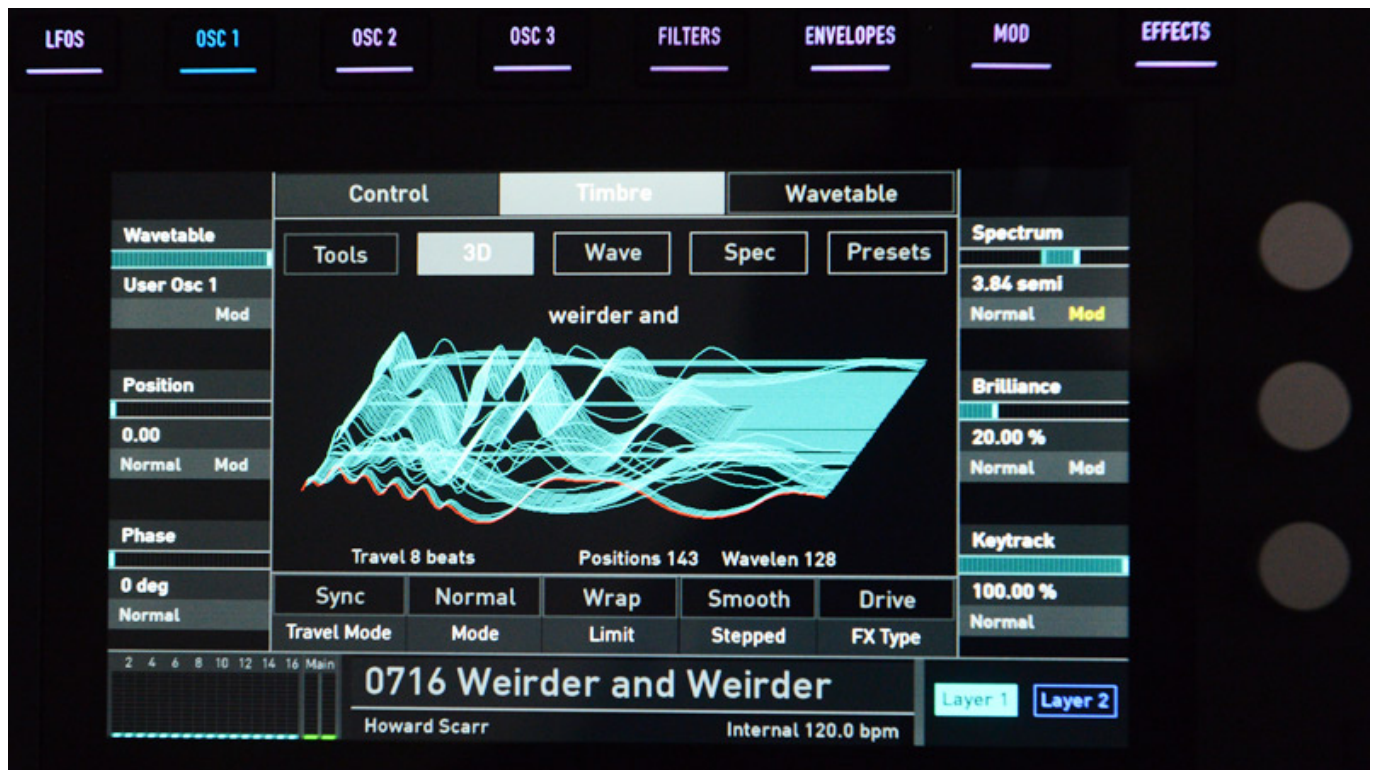 LFOS OSC 1 OSC 2 OSC 3 FILTERS ENVELOPES MOD EFFECTS
Control Timbre Wavetable
Tools 3D Wave Spec Presets
Wavetable
User Osc 1
Mod
Position
0.00
Normal Mod
Phase
0 deg
Normal
weirder and
Travel 8 beats Positions 143 Wavelen 128
Spectrum
3.84 semi
Normal Mod
Brilliance
20.00 %
Normal Mod
Keytrack
100.00 %
Normal
Sync Normal Wrap Smooth Drive
Travel Mode Mode Limit Stepped FX Type
2 4 6 8 10 12 14 16 Main
0716 Weirder and Weirder
Howard Scarr Internal 120.0 bpm
Layer 1 Layer 2